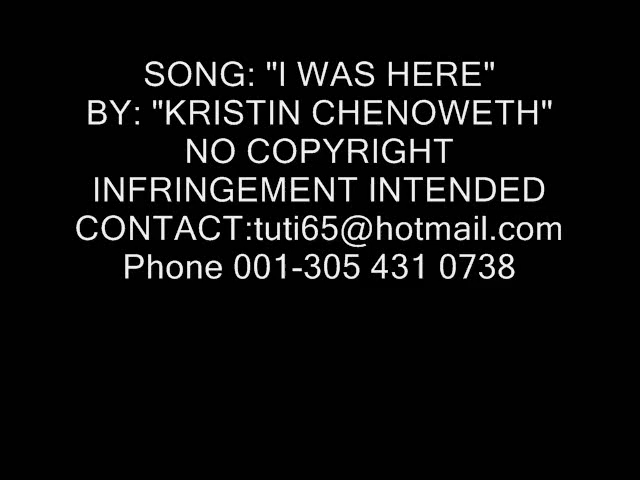 SONG: "I WAS HERE"
BY: "KRISTIN CHENOWETH"
NO COPYRIGHT
INFRINGEMENT INTENDED
CONTACT:tuti65@hotmail.com
Phone 001-305 431 0738